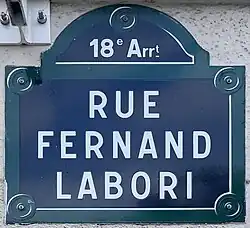 18e Arrt
RUE
FERNAND
LABORI